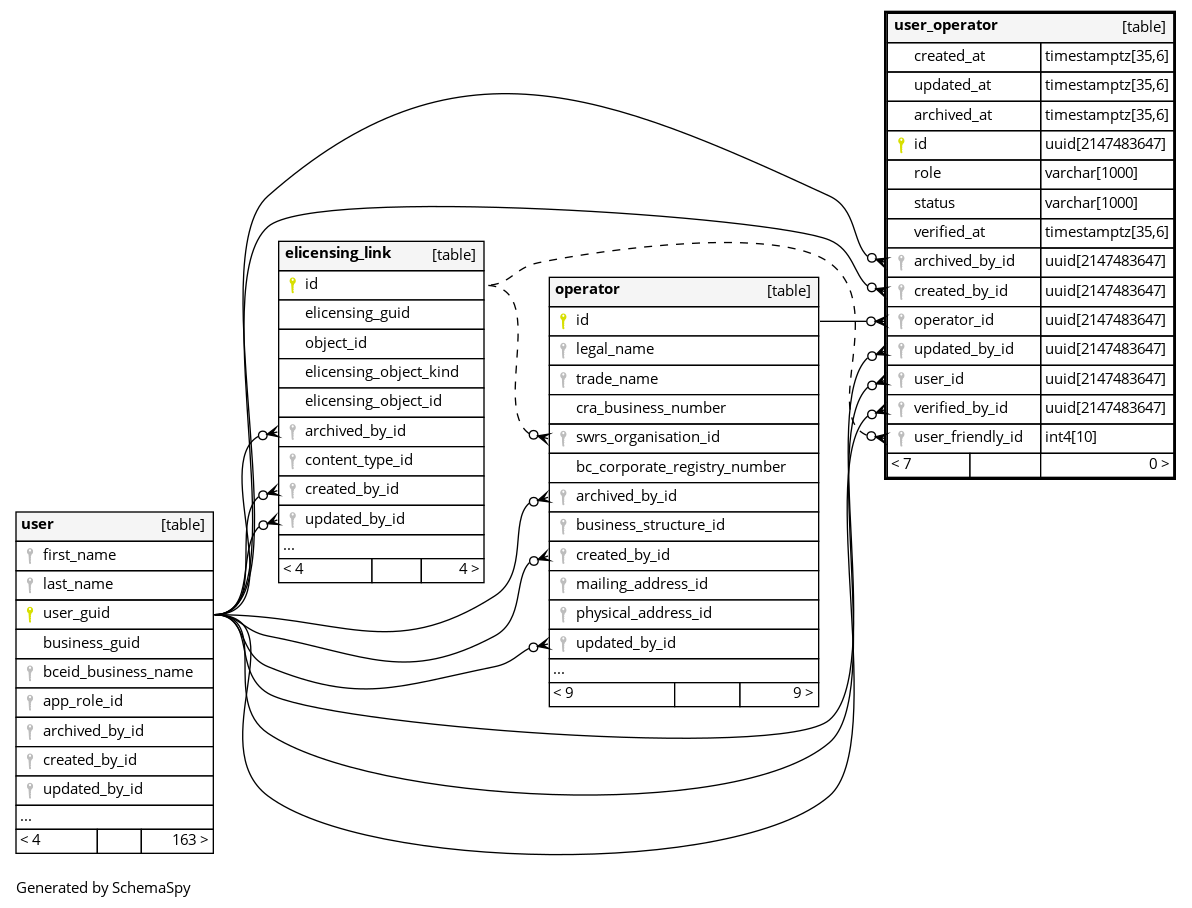 user_operator [table]
created_at timestamptz[35,6]
updated_at timestamptz[35,6]
archived_at timestamptz[35,6]
id uuid[2147483647]
role varchar[1000]
status varchar[1000]
verified_at timestamptz[35,6]
archived_by_id uuid[2147483647]
created_by_id uuid[2147483647]
operator_id uuid[2147483647]
updated_by_id uuid[2147483647]
user_id uuid[2147483647]
verified_by_id uuid[2147483647]
user_friendly_id int4[10]
< 7 0 >
elicensing_link [table]
id
elicensing_guid
object_id
elicensing_object_kind
elicensing_object_id
archived_by_id
content_type_id
created_by_id
updated_by_id
...
< 4 4 >
operator [table]
id
legal_name
trade_name
cra_business_number
swrs_organisation_id
bc_corporate_registry_number
archived_by_id
business_structure_id
created_by_id
mailing_address_id
physical_address_id
updated_by_id
...
< 9 9 >
user [table]
first_name
last_name
user_guid
business_guid
bceid_business_name
app_role_id
archived_by_id
created_by_id
updated_by_id
...
< 4 163 >
Generated by SchemaSpy